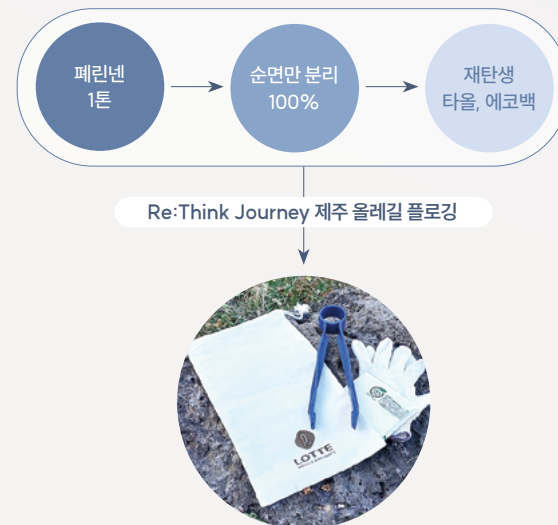 폐린넨
1톤
순면만 분리
100%
재탄생
타올, 에코백
Re:Think Journey 제주 올레길 플로깅
LOTTE